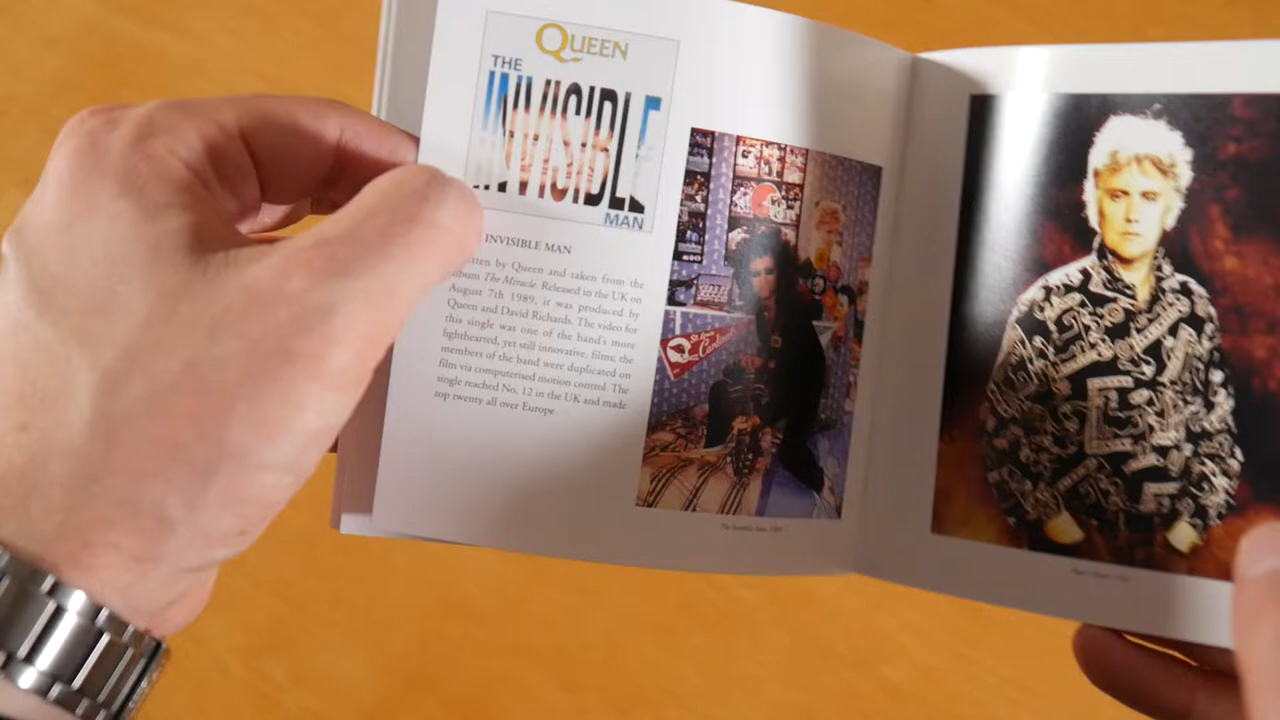 QUEEN
THE
INVISIBLE
MAN
INVISIBLE MAN
by Queen and taken from the
album The Miracle. Released in the UK on
August 7th 1989, it was produced by
Queen and David Richards. The video for
this single was one of the band's more
lighthearted, yet still innovative, films; the
members of the band were duplicated on
film via computerised motion control. The
single reached No. 12 in the UK and made
top twenty all over Europe
St. Louis
Cardinals